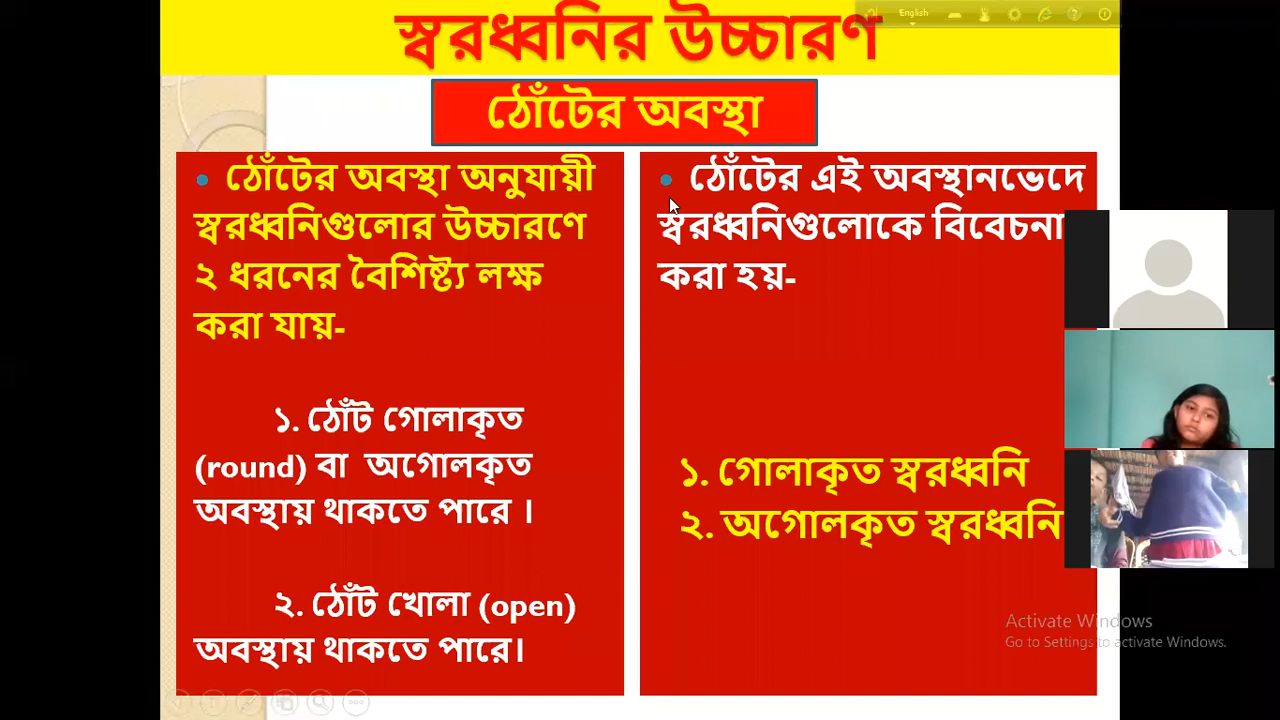 স্বরধ্বনির উচ্চারণ
English
ঠোঁটের অবস্থা
• ঠোঁটের অবস্থা অনুযায়ী
স্বরধ্বনিগুলোর উচ্চারণে
২ ধরনের বৈশিষ্ট্য লক্ষ
করা যায়-
১. ঠোঁট গোলাকৃত
(round) বা অগোলকৃত
অবস্থায় থাকতে পারে ।
২. ঠোঁট খোলা (open)
অবস্থায় থাকতে পারে।
• ঠোঁটের এই অবস্থানভেদে
স্বরধ্বনিগুলোকে বিবেচনা
করা হয়-
১. গোলাকৃত স্বরধ্বনি
২. অগোলকৃত স্বরধ্বনি
Activate Windows
Go to Settings to activate Windows.